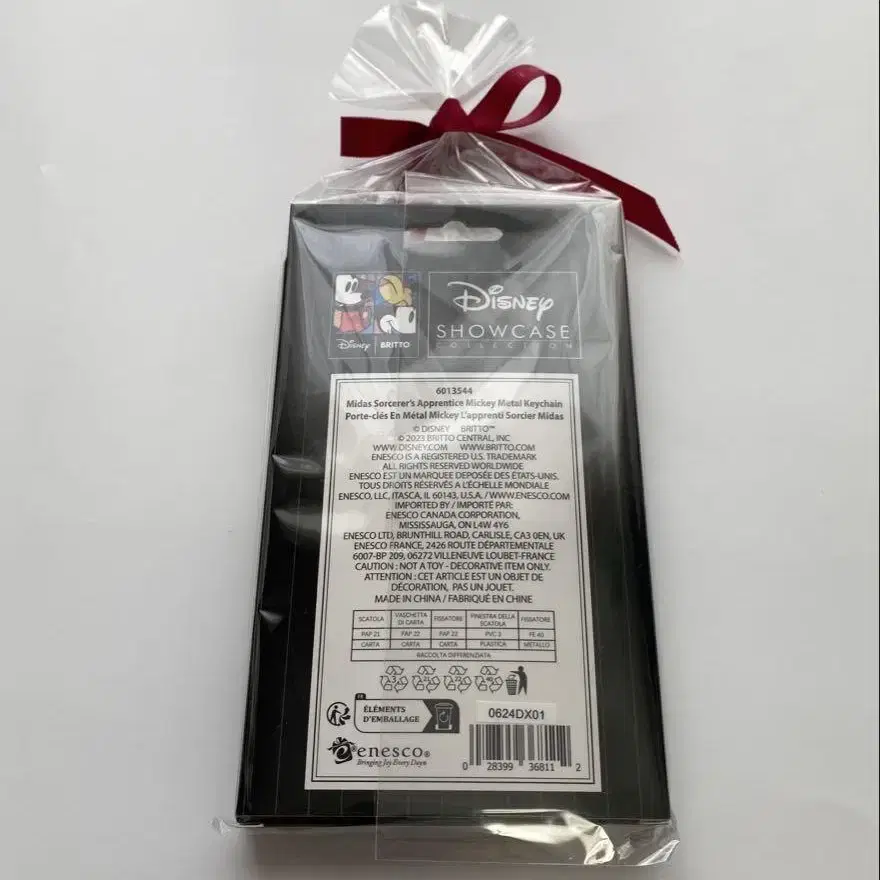 Disney | BRITTO
Disney
SHOWCASE
COLLECTION
6013544
Midas Sorcerer's Apprentice Mickey Metal Keychain
Porte-clés En Métal Mickey L'apprenti Sorcier Midas
© DISNEY BRITTO™
© 2023 BRITTO CENTRAL, INC
WWW.DISNEY.COM WWW.BRITTO.COM
ENESCO IS A REGISTERED U.S. TRADEMARK
ALL RIGHTS RESERVED WORLDWIDE
ENESCO EST UN MARQUEE DEPOSÉE DES ÉTATS-UNIS.
TOUS DROITS RÉSERVÉS A L'ÉCHELLE MONDIALE
ENESCO, LLC, ITASCA, IL 60143, U.S.A. / WWW.ENESCO.COM
IMPORTED BY / IMPORTÉ PAR:
ENESCO CANADA CORPORATION,
MISSISSAUGA, ON L4W 4Y6
ENESCO LTD, BRUNTHILL ROAD, CARLISLE, CA3 0EN, UK
ENESCO FRANCE, 2426 ROUTE DÉPARTEMENTALE
6007-BP 209, 06272 VILLENEUVE LOUBET-FRANCE
CAUTION : NOT A TOY - DECORATIVE ITEM ONLY.
ATTENTION : CET ARTICLE EST UN OBJET DE
DÉCORATION, PAS UN JOUET.
MADE IN CHINA / FABRIQUÉ EN CHINE
SCATOLA VASCHETTA DI CARTA FISSATORE FINESTRA DELLA SCATOLA FISSATORE
PAP 21 PAP 22 PAP 22 PVC 3 FE 40
CARTA CARTA CARTA PLASTICA METALLO
RACCOLTA DIFFERENZIATA
3 21 22 40
FR
ÉLÉMENTS
D'EMBALLAGE
0624DX01
enesco®
Bringing Joy Every Day®
0 28399 36811 2